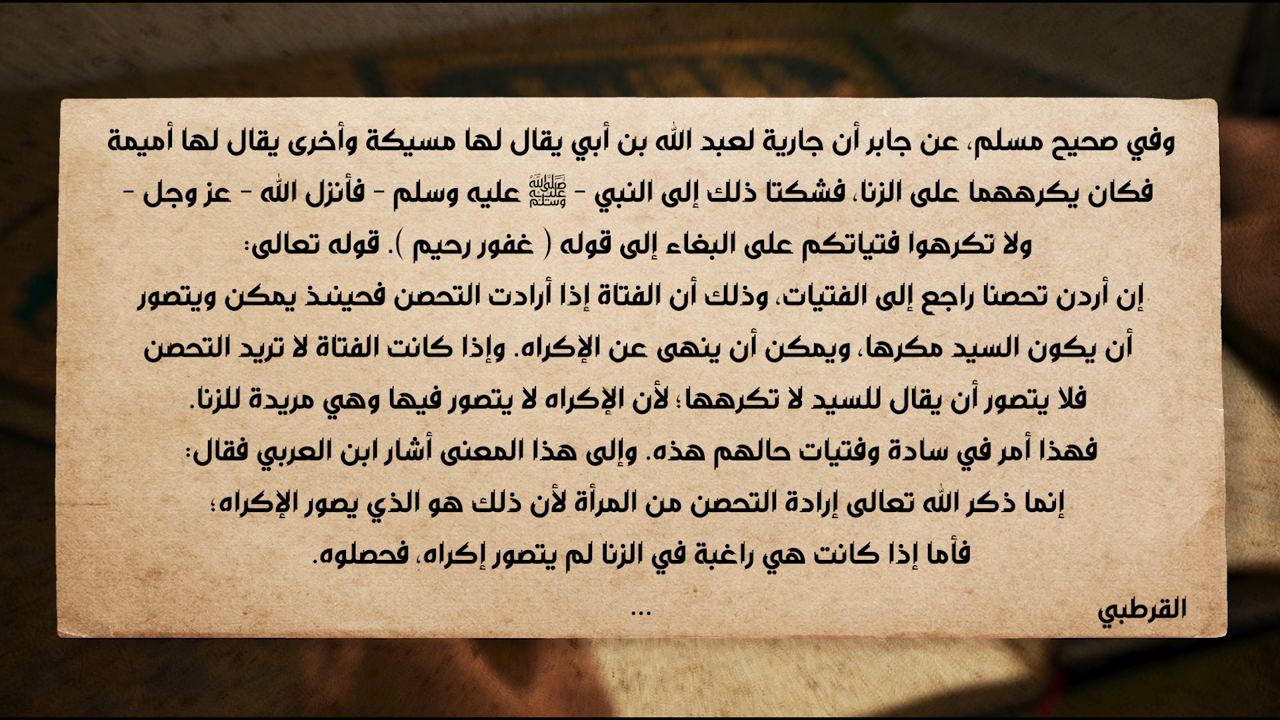 وفي صحيح مسلم، عن جابر أن جارية لعبد الله بن أبي يقال لها مسيكة وأخرى يقال لها أميمة
فكان يكرههما على الزنا، فشكتا ذلك إلى النبي - ﷺ عليه وسلم - فأنزل الله - عز وجل -
ولا تكرهوا فتياتكم على البغاء إلى قوله ( غفور رحيم ). قوله تعالى:
إن أردن تحصنا راجع إلى الفتيات، وذلك أن الفتاة إذا أرادت التحصن فحينئذ يمكن ويتصور
أن يكون السيد مكرها، ويمكن أن ينهى عن الإكراه. وإذا كانت الفتاة لا تريد التحصن
فلا يتصور أن يقال للسيد لا تكرهها؛ لأن الإكراه لا يتصور فيها وهي مريدة للزنا.
فهذا أمر في سادة وفتيات حالهم هذه. وإلى هذا المعنى أشار ابن العربي فقال:
إنما ذكر الله تعالى إرادة التحصن من المرأة لأن ذلك هو الذي يصور الإكراه؛
فأما إذا كانت هي راغبة في الزنا لم يتصور إكراه، فحصلوه.
...
القرطبي